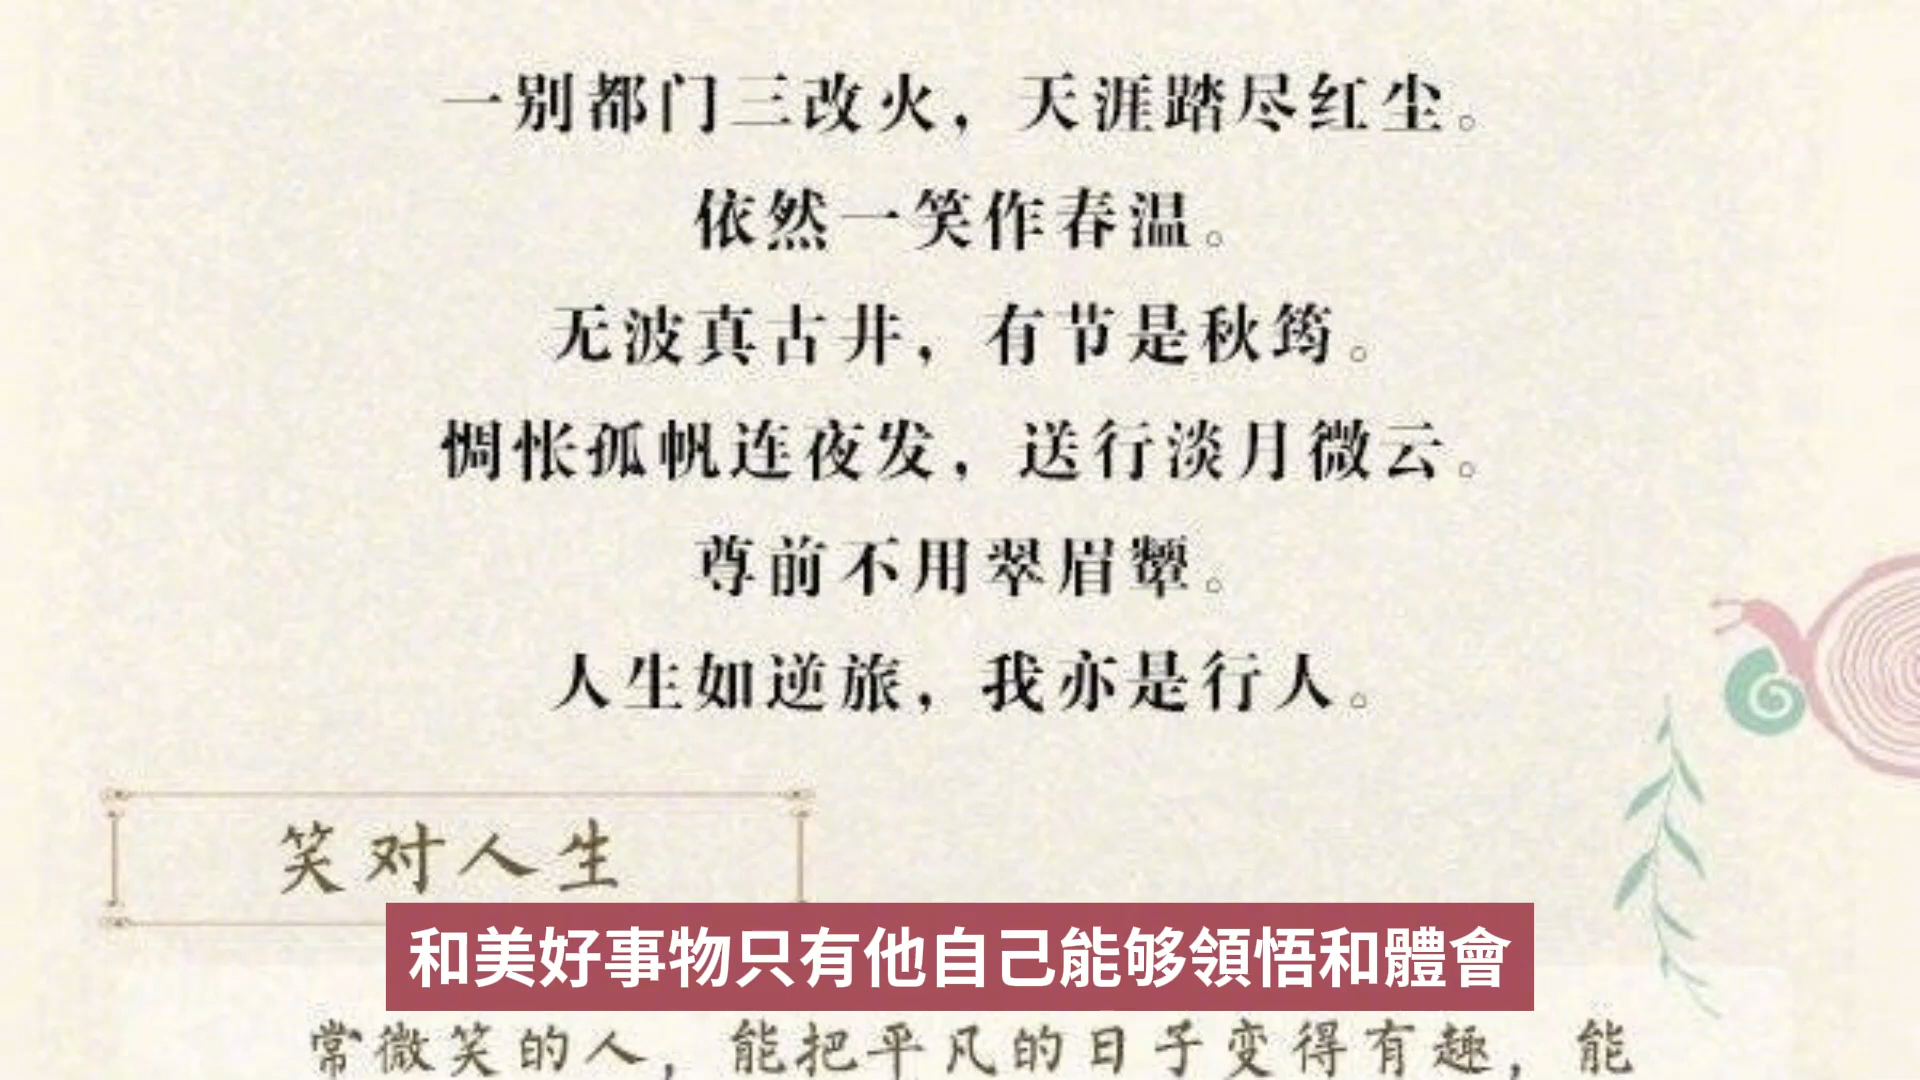 一别都门三改火，天涯踏尽红尘。
依然一笑作春温。
无波真古井，有节是秋筠。
惆怅孤帆连夜发，送行淡月微云。
尊前不用翠眉颦。
人生如逆旅，我亦是行人。
笑对人生
和美好事物只有他自己能够領悟和體會
常微笑的人，能把平凡的日子变得有趣，能